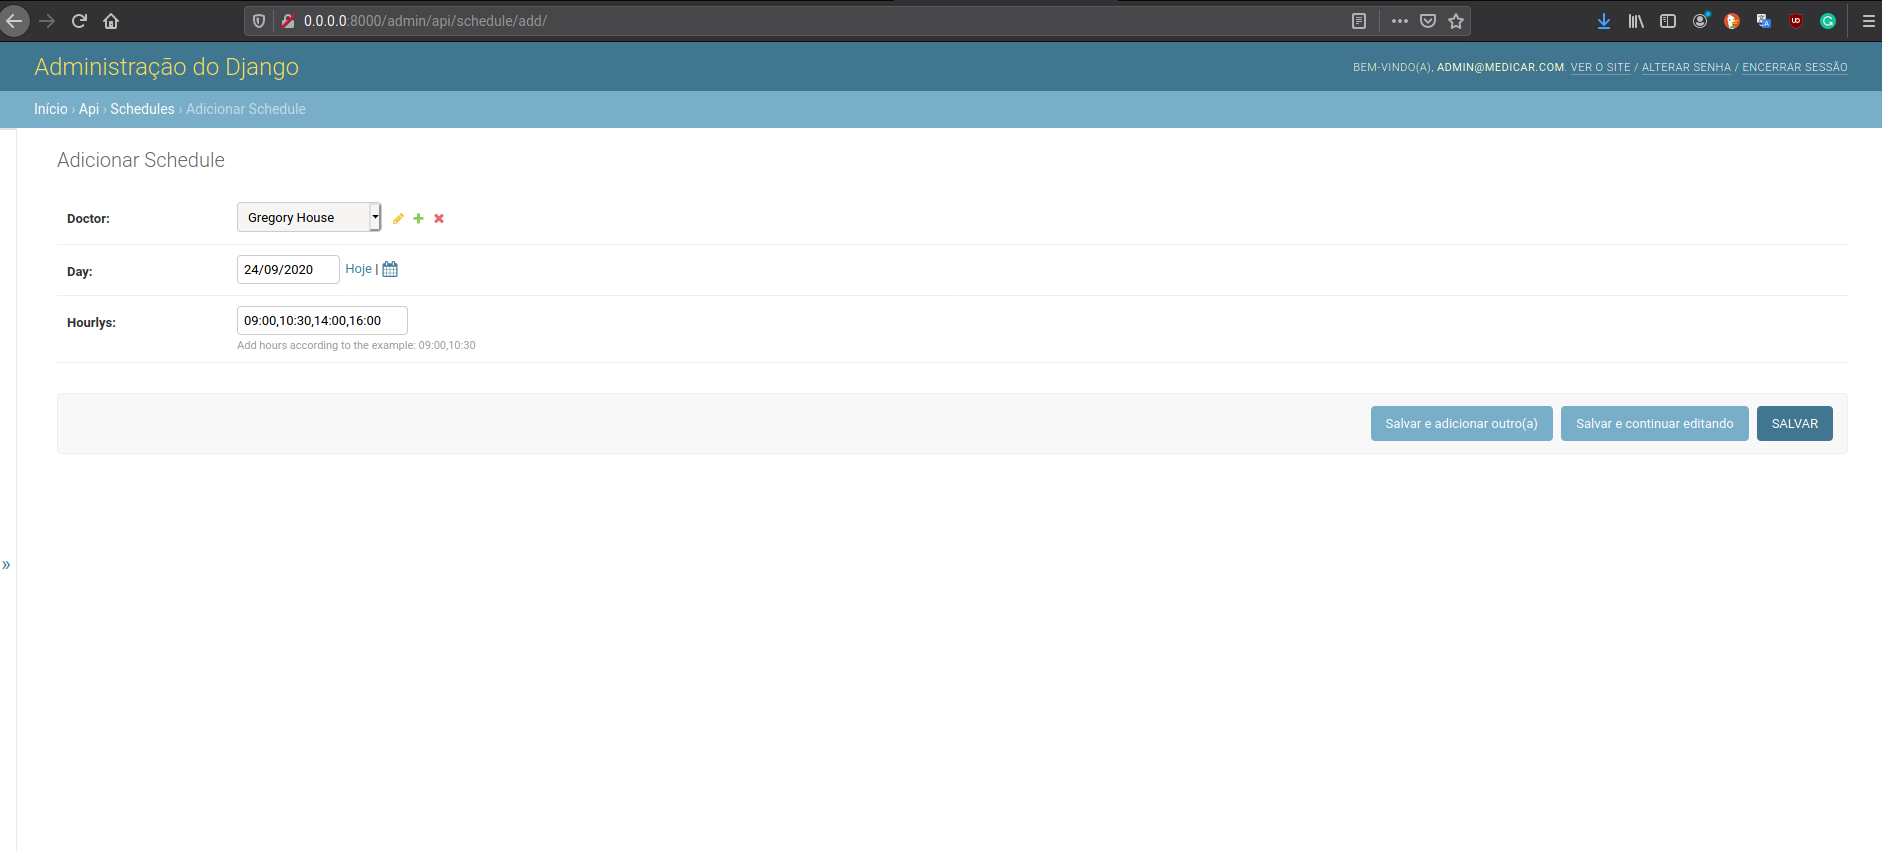 0.0.0.0:8000/admin/api/schedule/add/
Administração do Django
BEM-VINDO(A), ADMIN@MEDICAR.COM. VER O SITE / ALTERAR SENHA / ENCERRAR SESSÃO
Início › Api › Schedules › Adicionar Schedule
Adicionar Schedule
Doctor: Gregory House
Day: 24/09/2020 Hoje |
Hourlys: 09:00,10:30,14:00,16:00
Add hours according to the example: 09:00,10:30
Salvar e adicionar outro(a) Salvar e continuar editando SALVAR
»